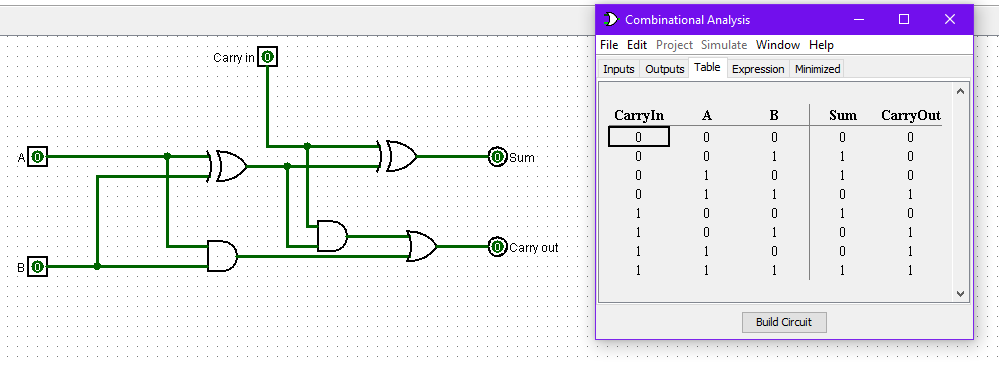 Carry in 0
A 0
0 Sum
0 Carry out
B 0
Combinational Analysis
File Edit Project Simulate Window Help
Inputs Outputs Table Expression Minimized
CarryIn A B Sum CarryOut
0 0 0 0 0
0 0 1 1 0
0 1 0 1 0
0 1 1 0 1
1 0 0 1 0
1 0 1 0 1
1 1 0 0 1
1 1 1 1 1
Build Circuit